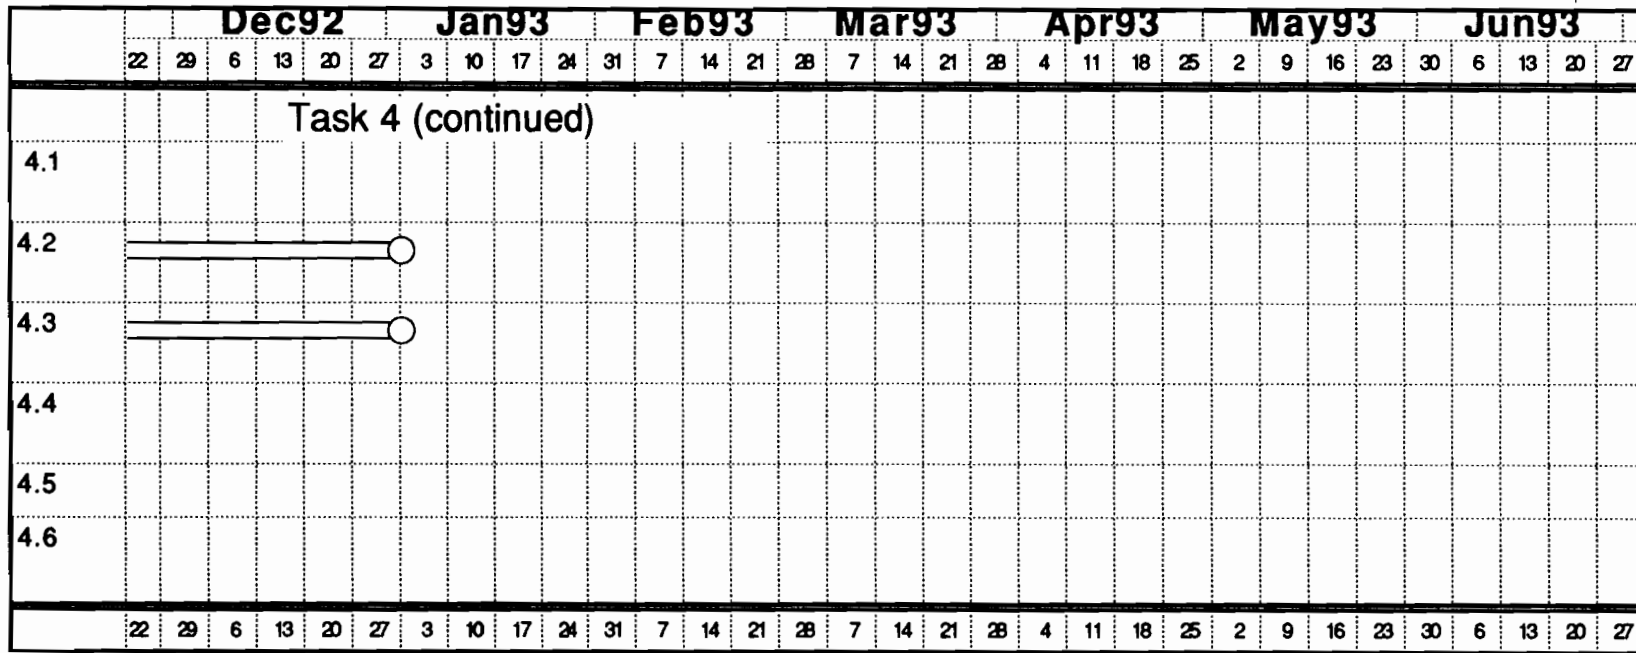 Dec92 Jan93 Feb93 Mar93 Apr93 May93 Jun93
22 29 6 13 20 27 3 10 17 24 31 7 14 21 28 7 14 21 28 4 11 18 25 2 9 16 23 30 6 13 20 27
Task 4 (continued)
4.1
4.2
4.3
4.4
4.5
4.6
22 29 6 13 20 27 3 10 17 24 31 7 14 21 28 7 14 21 28 4 11 18 25 2 9 16 23 30 6 13 20 27